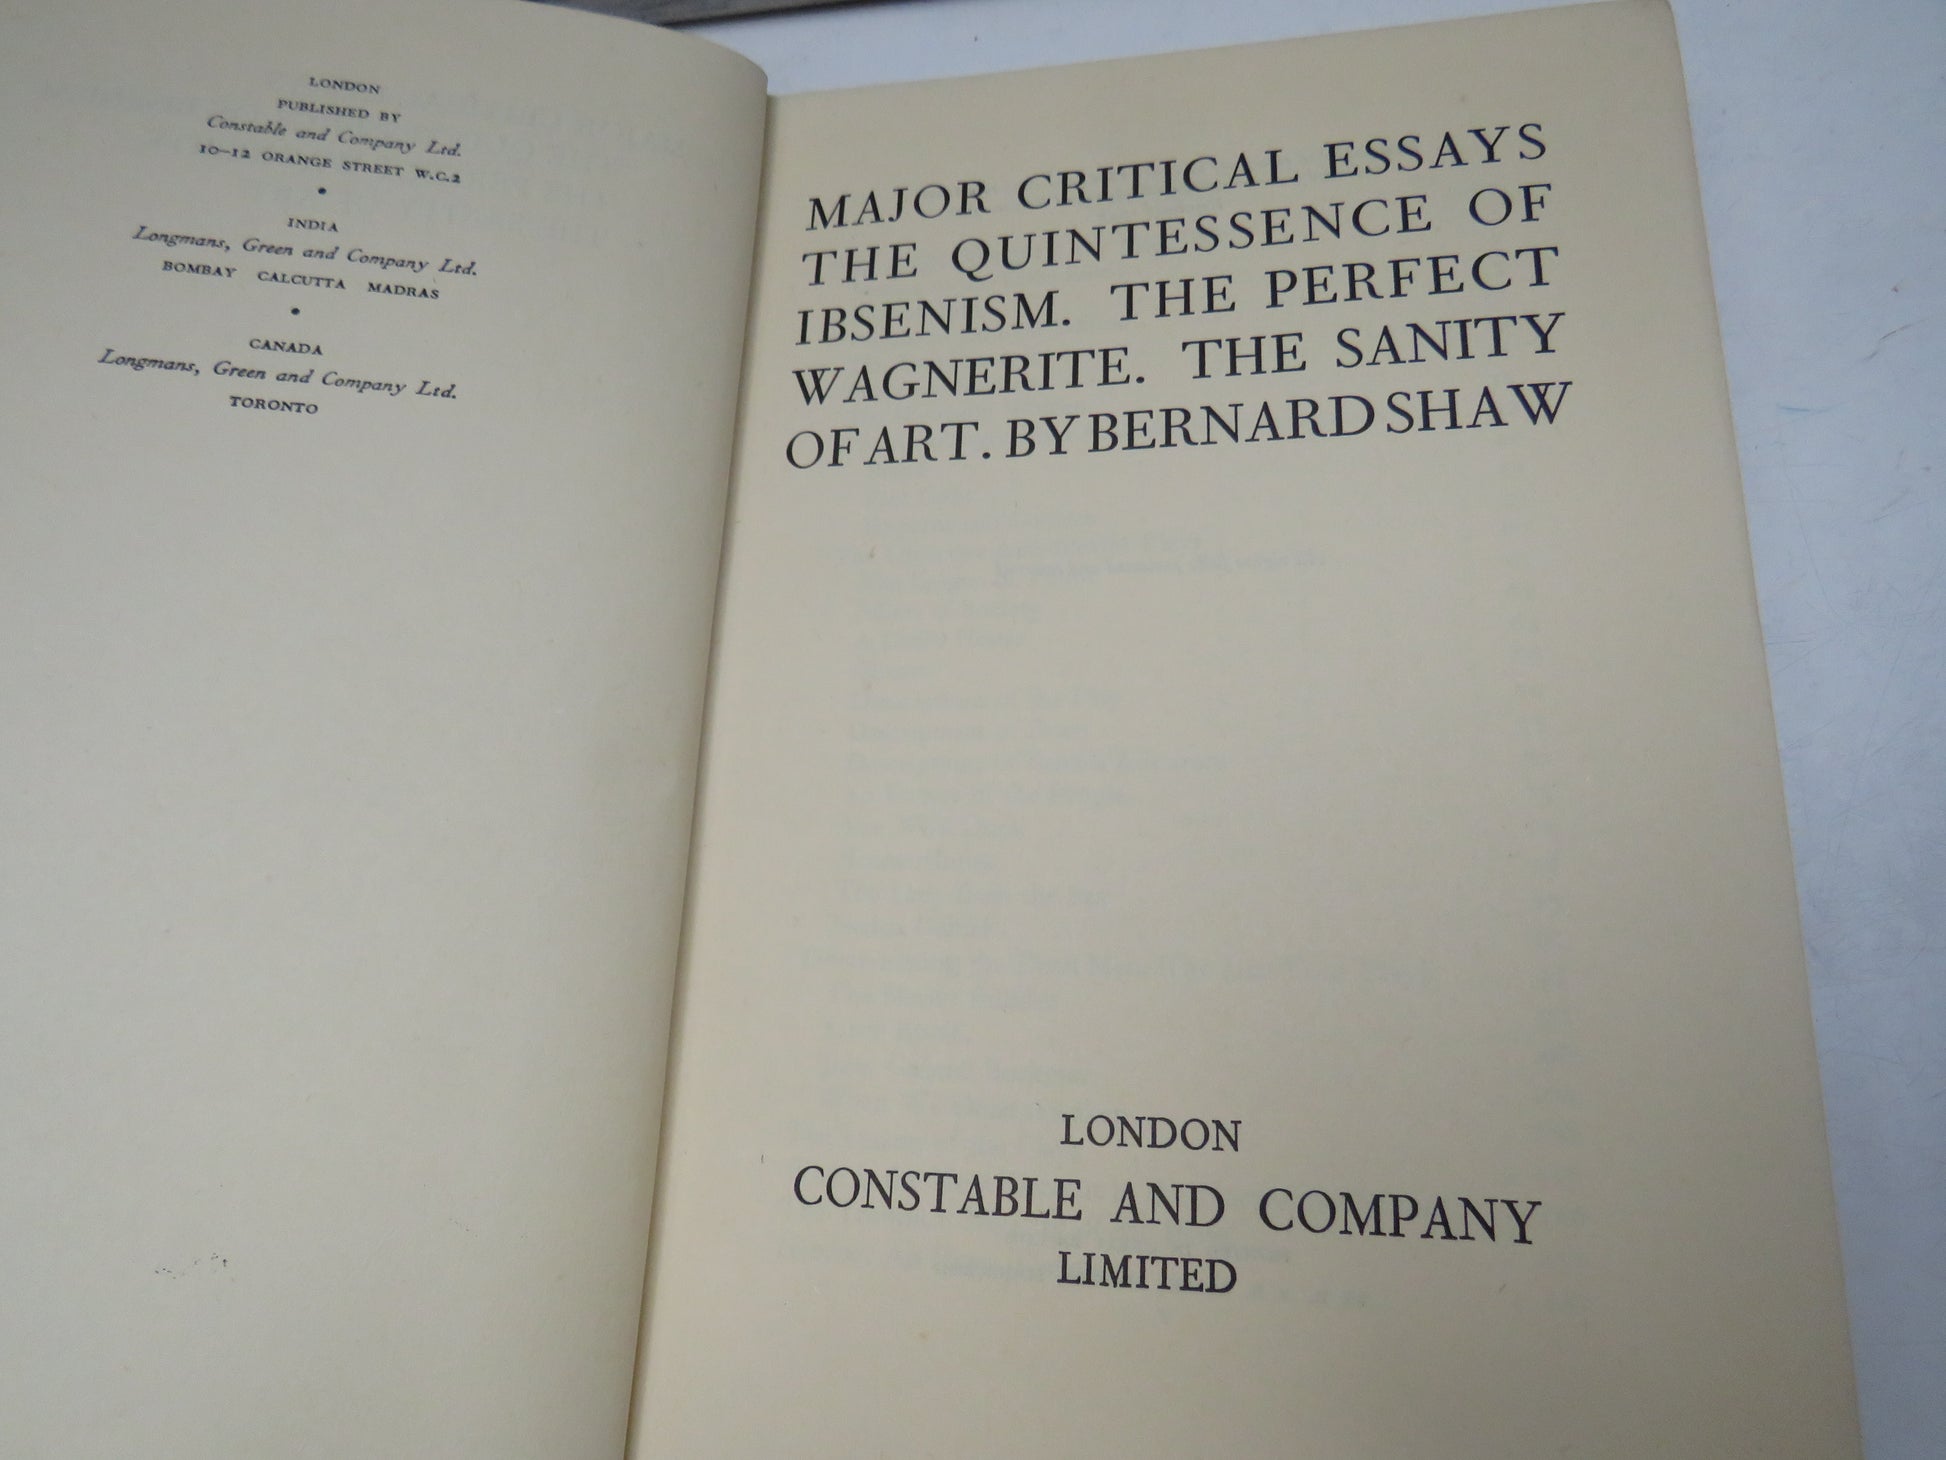 LONDON
PUBLISHED BY
Constable and Company Ltd.
10–12 ORANGE STREET W.C.2
•
INDIA
Longmans, Green and Company Ltd.
BOMBAY CALCUTTA MADRAS
•
CANADA
Longmans, Green and Company Ltd.
TORONTO
MAJOR CRITICAL ESSAYS
THE QUINTESSENCE OF
IBSENISM. THE PERFECT
WAGNERITE. THE SANITY
OF ART. BY BERNARD SHAW
LONDON
CONSTABLE AND COMPANY
LIMITED